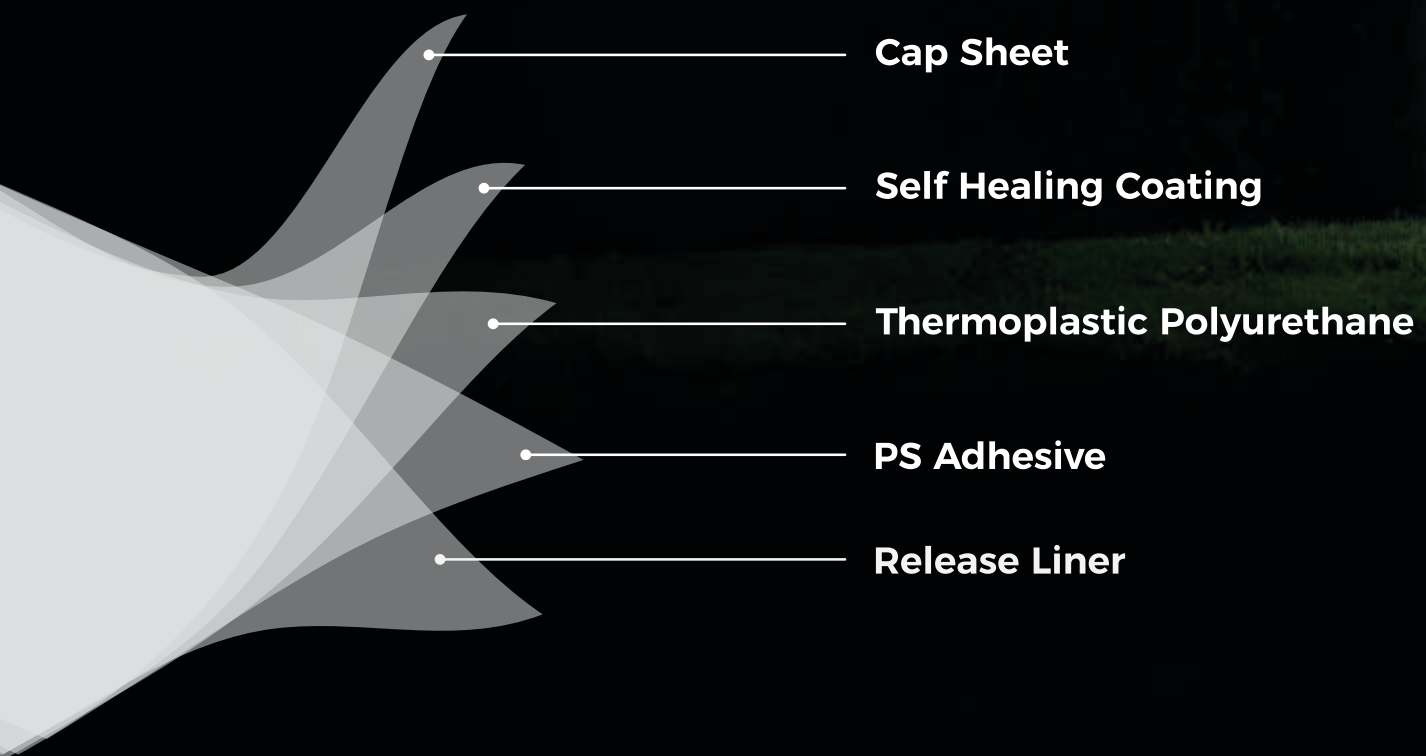 Cap Sheet
Self Healing Coating
Thermoplastic Polyurethane
PS Adhesive
Release Liner